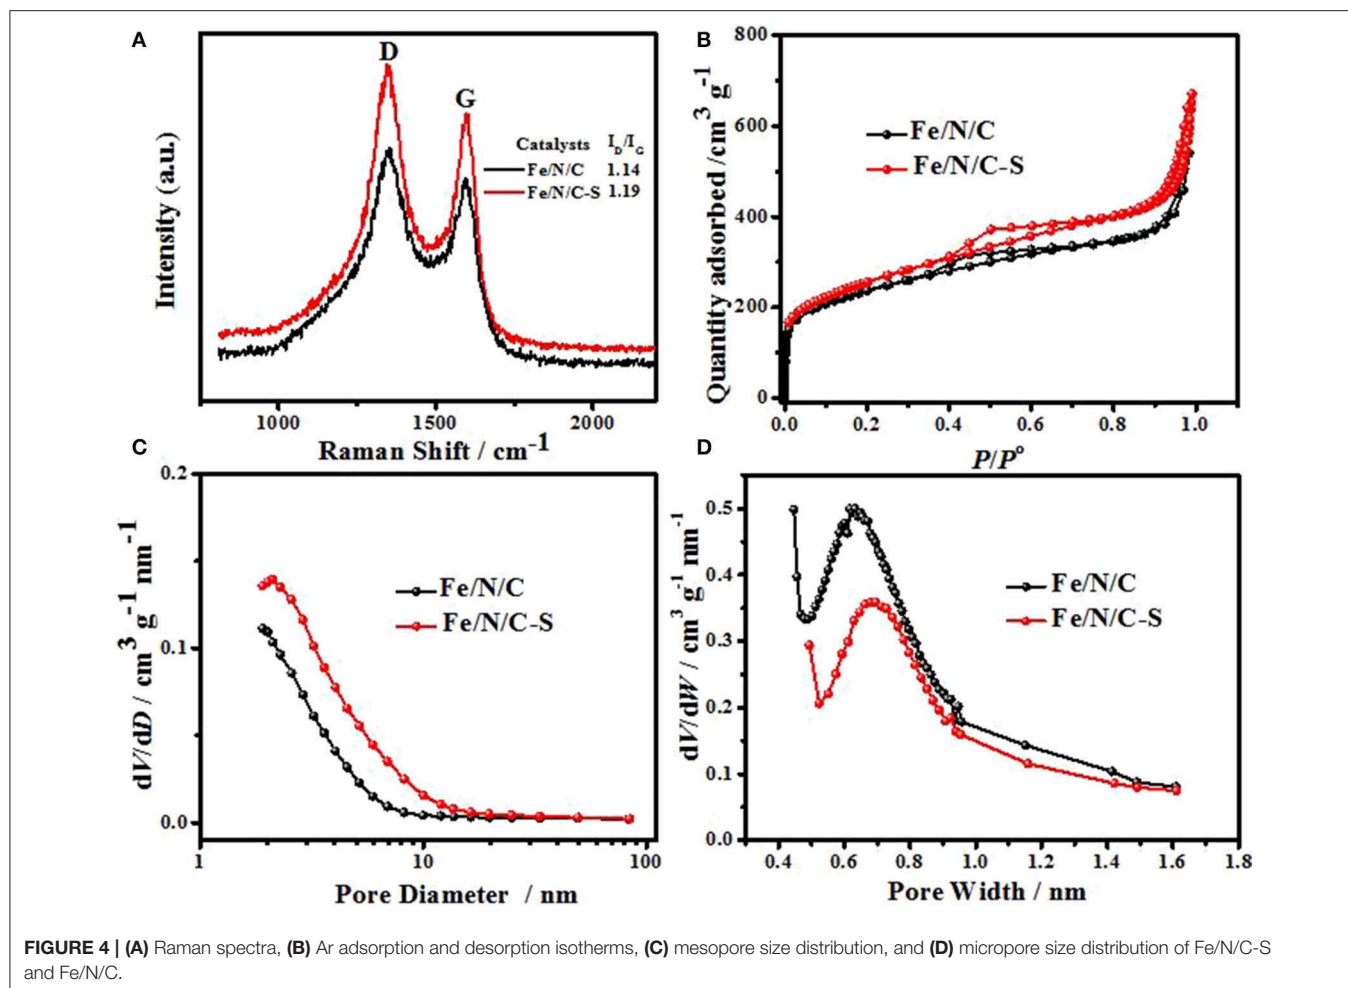 (A)
D
G
Catalysts I_D/I_G
Fe/N/C 1.14
Fe/N/C-S 1.19
Intensity (a.u.)
1000 1500 2000
Raman Shift / cm⁻¹
(B)
800
600
400
200
0
Quantity adsorbed /cm³ g⁻¹
Fe/N/C
Fe/N/C-S
0.0 0.2 0.4 0.6 0.8 1.0
P/P°
(C)
0.2
0.1
0.0
dV/dD / cm³ g⁻¹ nm⁻¹
Fe/N/C
Fe/N/C-S
1 10 100
Pore Diameter / nm
(D)
0.5
0.4
0.3
0.2
0.1
0.0
dV/dW / cm³ g⁻¹ nm⁻¹
Fe/N/C
Fe/N/C-S
0.4 0.6 0.8 1.0 1.2 1.4 1.6 1.8
Pore Width / nm
FIGURE 4 | (A) Raman spectra, (B) Ar adsorption and desorption isotherms, (C) mesopore size distribution, and (D) micropore size distribution of Fe/N/C-S
and Fe/N/C.